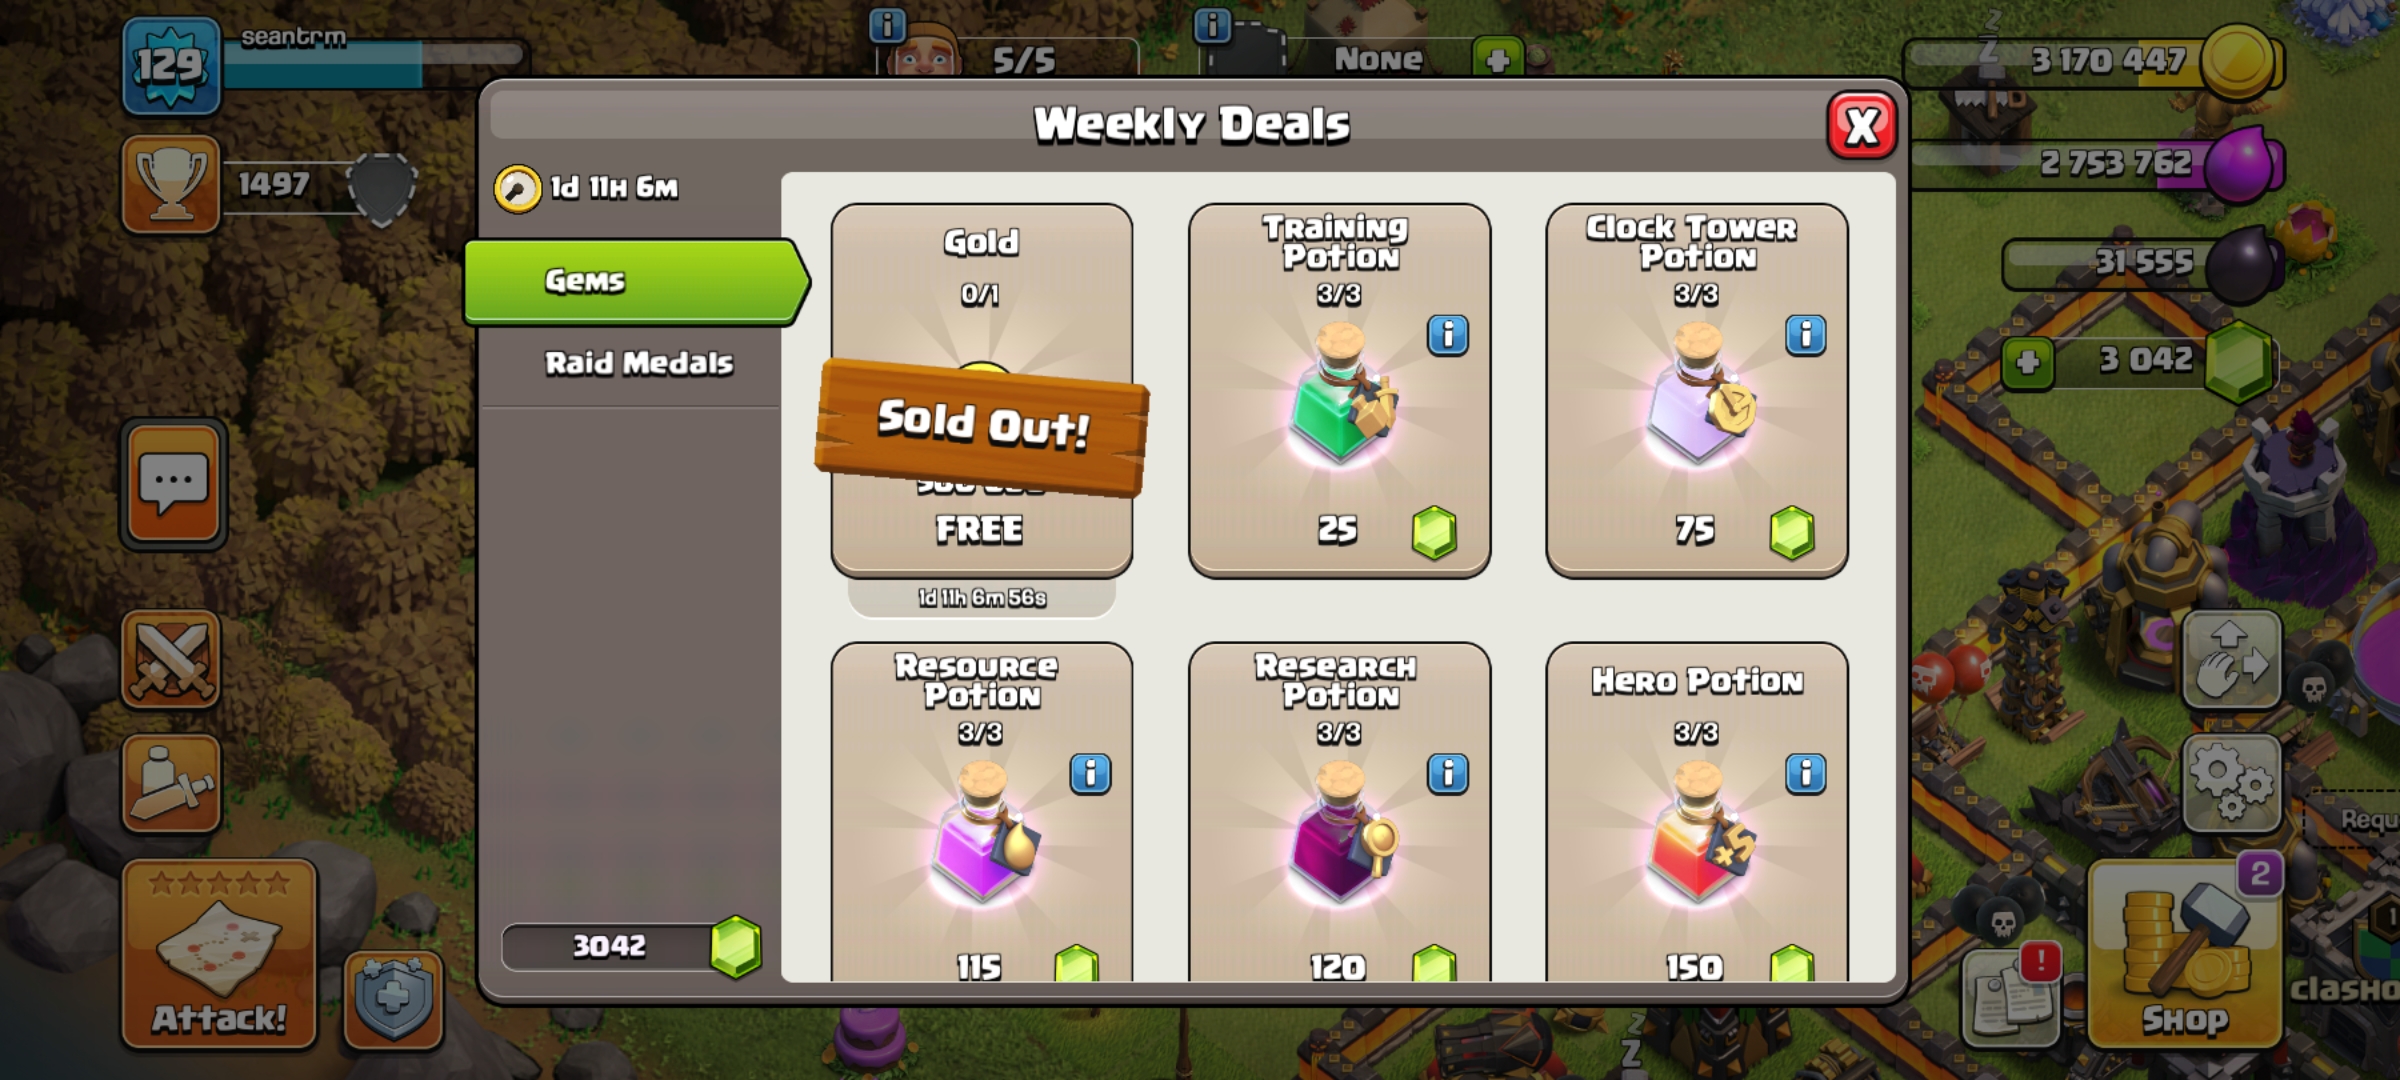 129
seantrm
5/5
None
3 170 447
Weekly Deals
X
1497
1d 11h 6m
2 753 762
Gems
Raid Medals
31 555
3 042
Gold
0/1
Sold Out!
FREE
1d 11h 6m 56s
Training
Potion
3/3
25
Clock Tower
Potion
3/3
75
Resource
Potion
3/3
115
Research
Potion
3/3
120
Hero Potion
3/3
x5
150
3042
Attack!
2
!
Shop